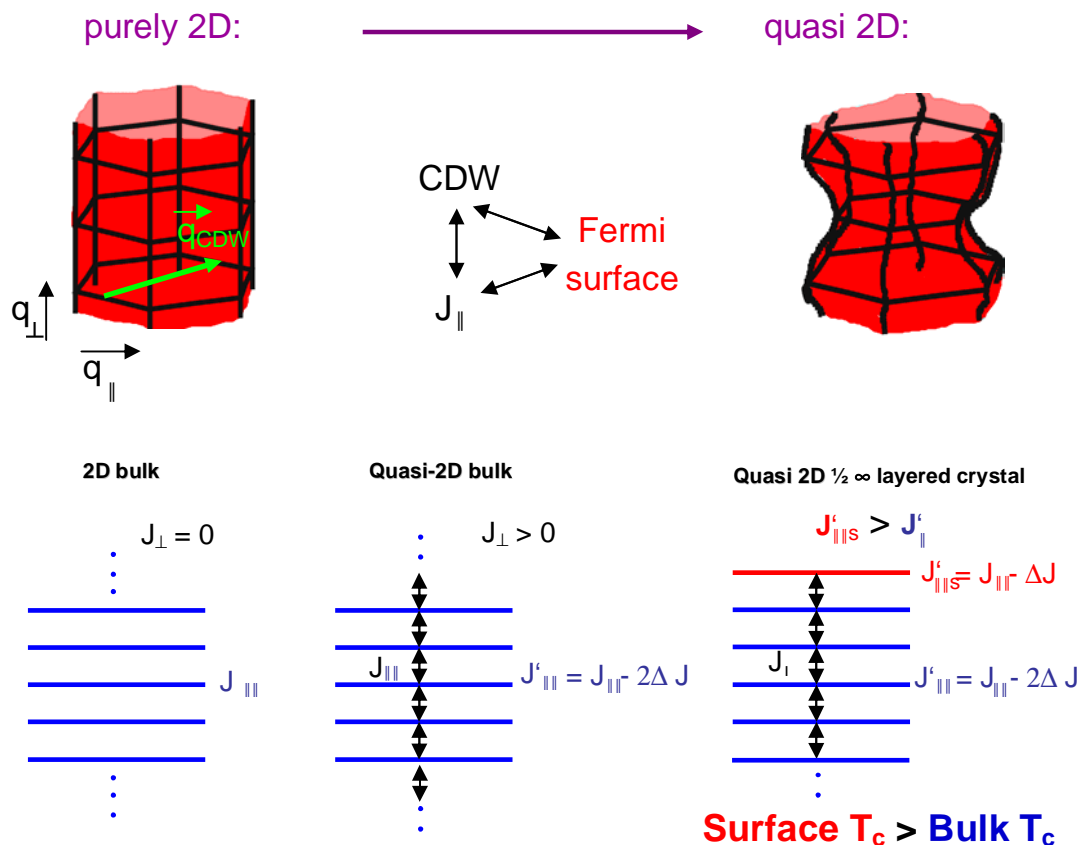 purely 2D:
quasi 2D:
q⊥
q ∥
qCDW
CDW
Fermi
surface
J∥
2D bulk
J⊥ = 0
J∥∥
Quasi-2D bulk
J⊥ > 0
J∥∥
J‘∥∥ = J∥∥- 2Δ J
Quasi 2D ½ ∞ layered crystal
J‘∥∥S > J‘∥
J‘∥∥S= J∥∥- ΔJ
J‘∥∥ = J∥∥- 2Δ J
Surface Tc > Bulk Tc